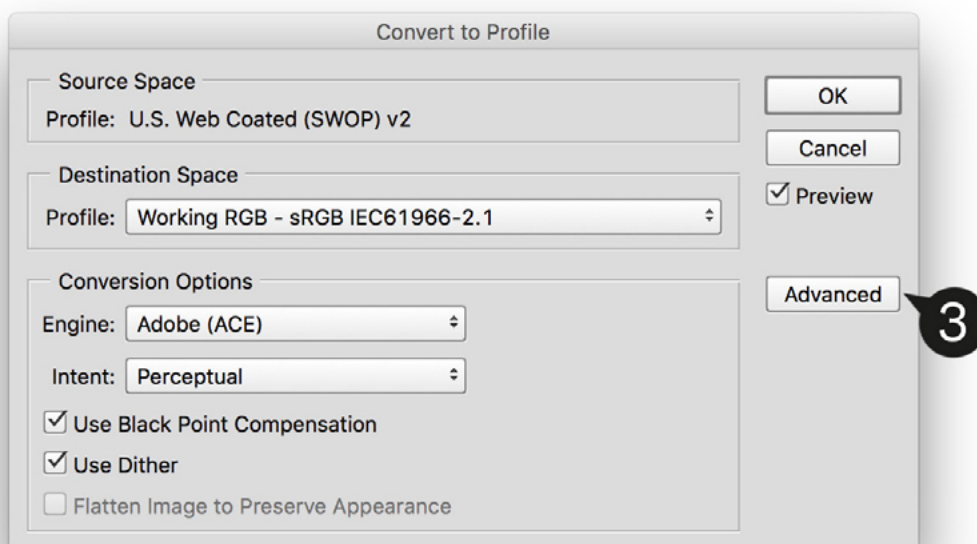 Convert to Profile
Source Space
Profile: U.S. Web Coated (SWOP) v2
OK
Cancel
Preview
Destination Space
Profile: Working RGB - sRGB IEC61966-2.1
Conversion Options
Engine: Adobe (ACE)
Advanced
3
Intent: Perceptual
Use Black Point Compensation
Use Dither
Flatten Image to Preserve Appearance